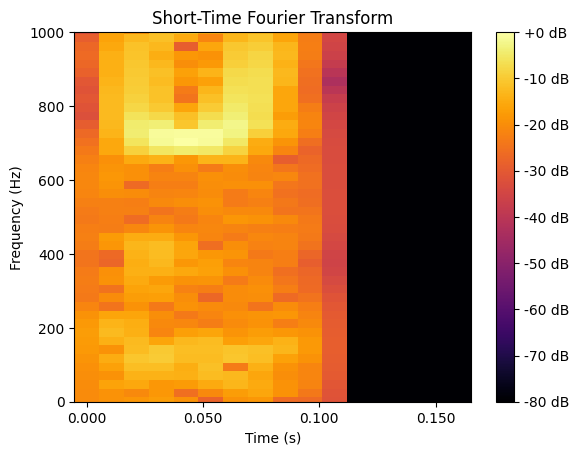 Short-Time Fourier Transform
Frequency (Hz)
1000
800
600
400
200
0
0.000
0.050
0.100
0.150
Time (s)
+0 dB
-10 dB
-20 dB
-30 dB
-40 dB
-50 dB
-60 dB
-70 dB
-80 dB